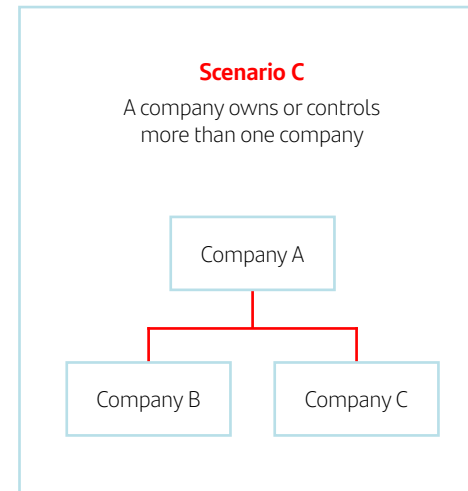 Scenario C
A company owns or controls
more than one company
Company A
Company B
Company C